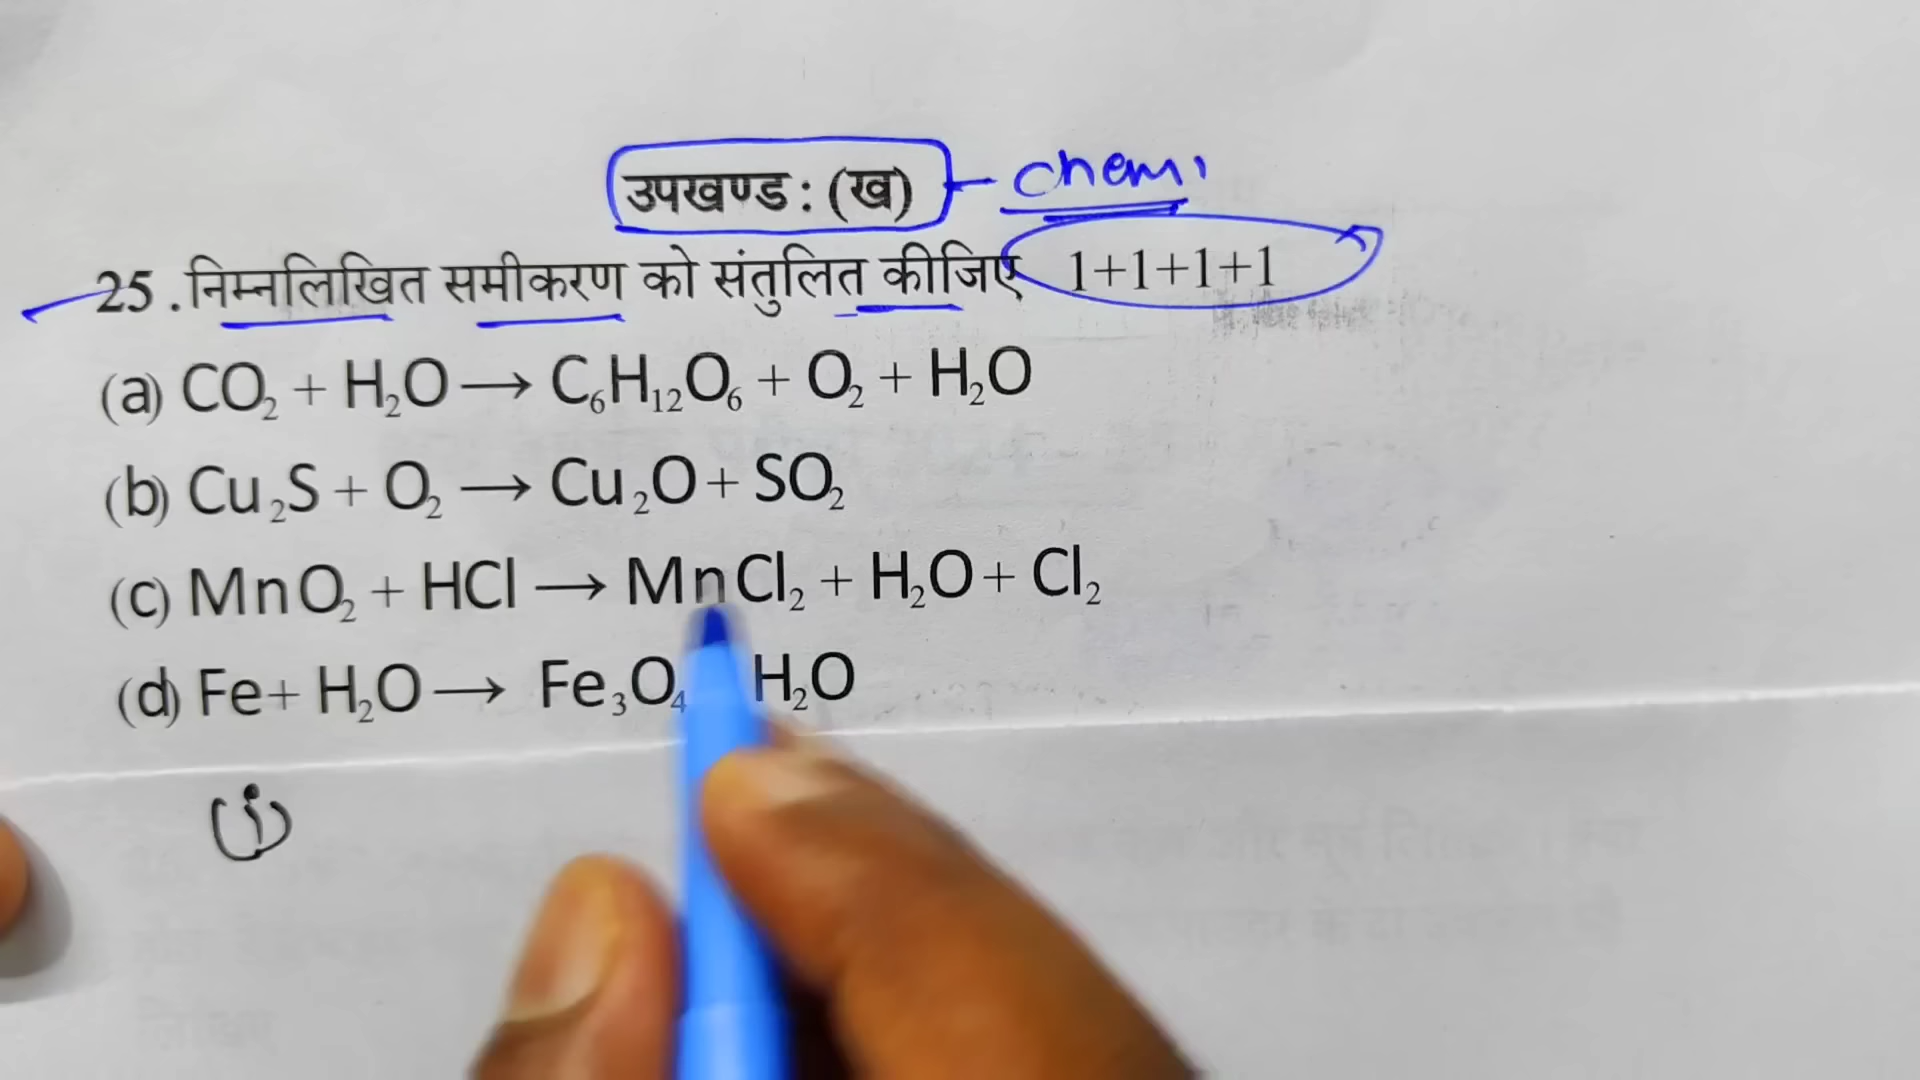 उपखण्ड : (ख) - chem
25 . निम्नलिखित समीकरण को संतुलित कीजिए 1+1+1+1
(a) CO₂ + H₂O → C₆H₁₂O₆ + O₂ + H₂O
(b) Cu₂S + O₂ → Cu₂O + SO₂
(c) MnO₂ + HCl → MnCl₂ + H₂O + Cl₂
(d) Fe + H₂O → Fe₃O₄ H₂O
(i)